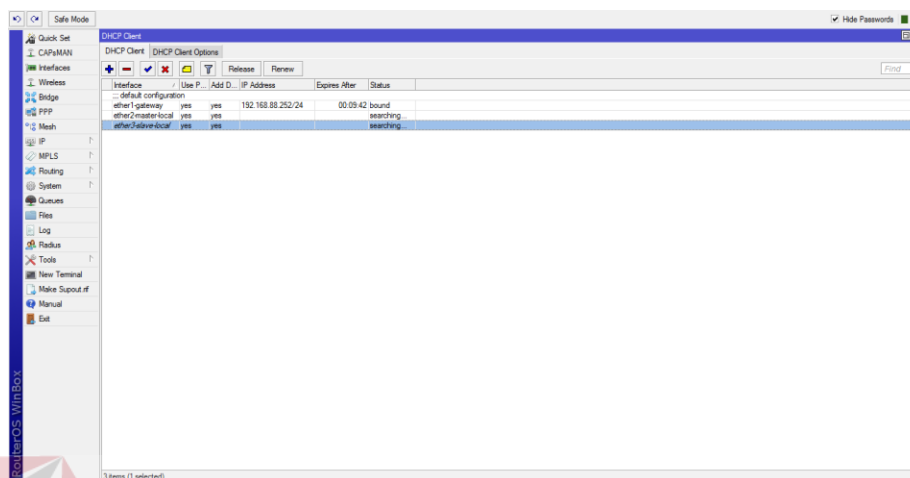 Safe Mode
Hide Passwords
Quick Set
CAPsMAN
Interfaces
Wireless
Bridge
PPP
Mesh
IP
MPLS
Routing
System
Queues
Files
Log
Radius
Tools
New Terminal
Make Supout.rif
Manual
Exit
RouterOS WinBox
DHCP Client
DHCP Client DHCP Client Options
Release Renew
Find
Interface Use P... Add D... IP Address Expires After Status
::: default configuration
ether1-gateway yes yes 192.168.88.252/24 00:09:42 bound
ether2-master-local yes yes searching...
ether3-slave-local yes yes searching...
3 items (1 selected)